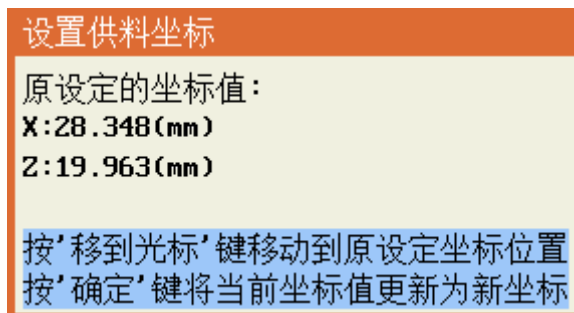 设置供料坐标
原设定的坐标值：
X:28.348(mm)
Z:19.963(mm)
按'移到光标'键移动到原设定坐标位置
按'确定'键将当前坐标值更新为新坐标